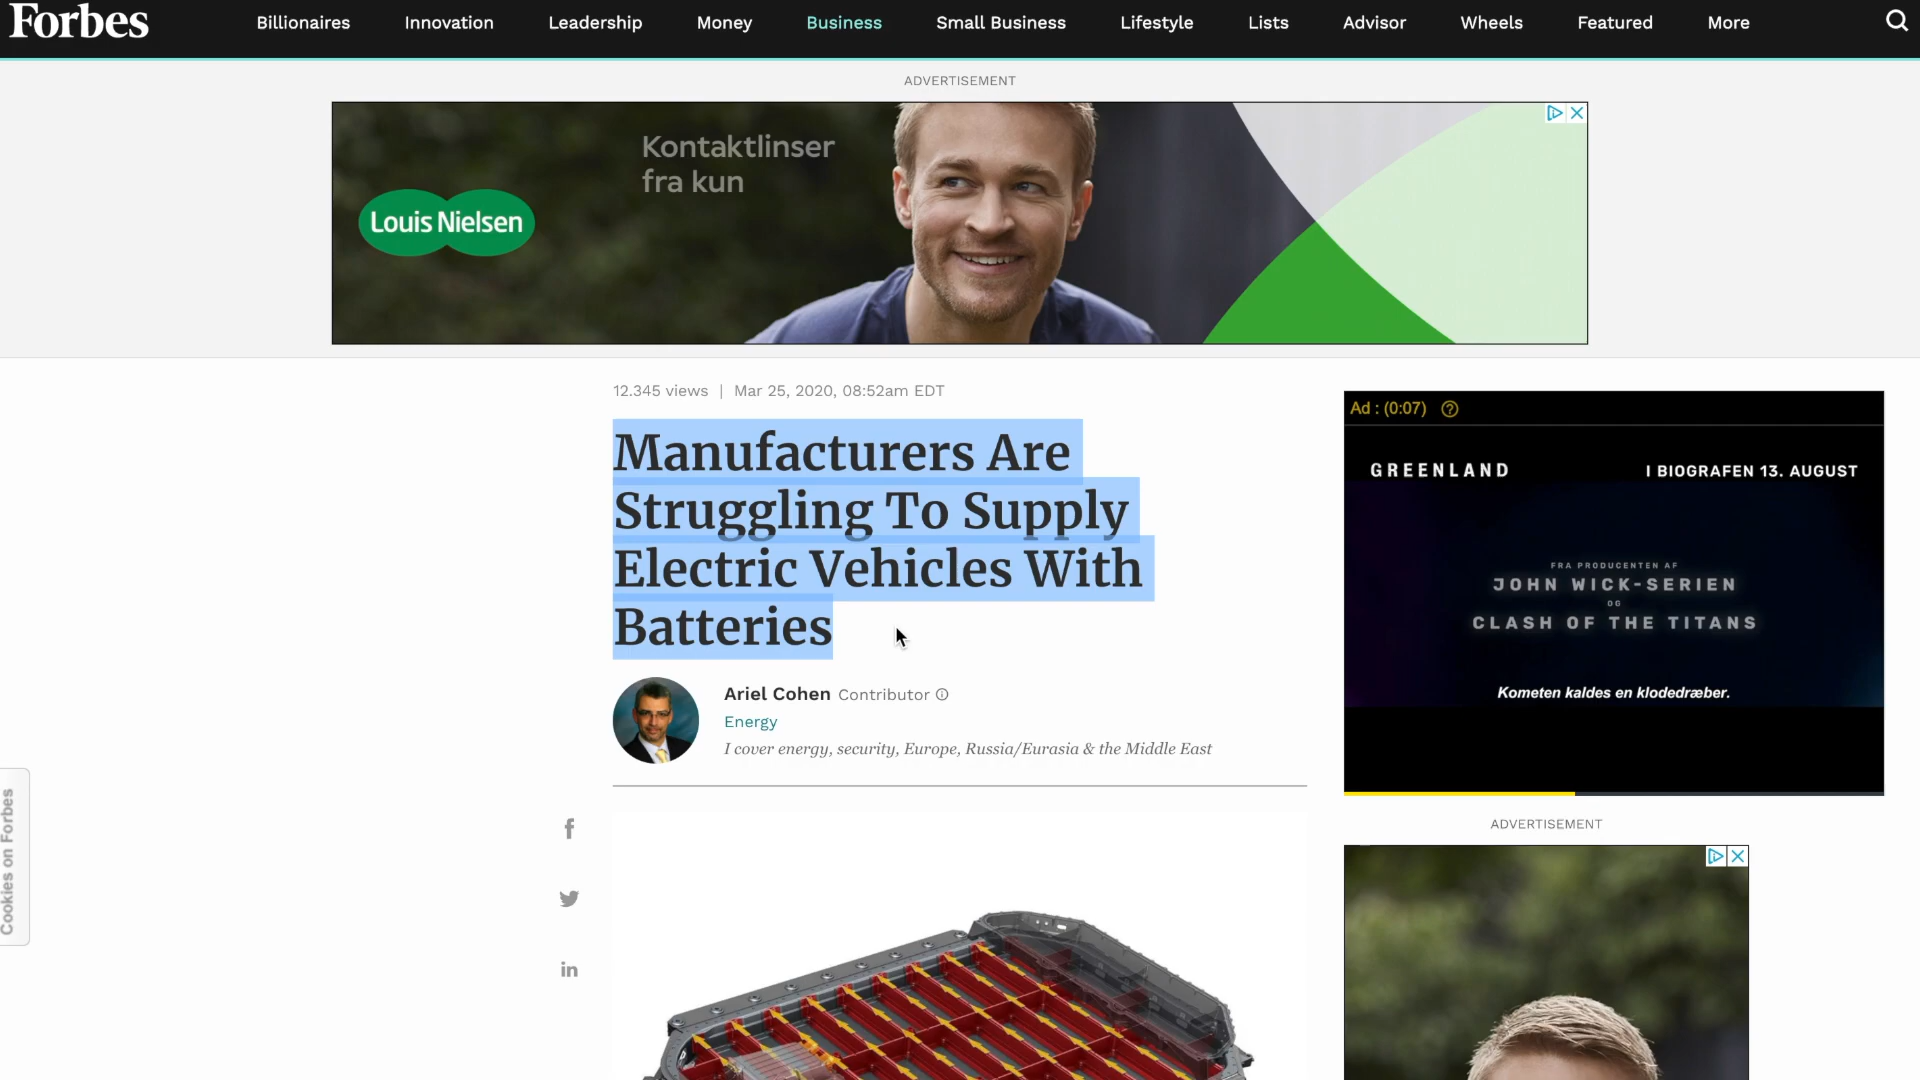 Forbes
Billionaires Innovation Leadership Money Business Small Business Lifestyle Lists Advisor Wheels Featured More
ADVERTISEMENT
Kontaktlinser
fra kun
Louis Nielsen
12.345 views | Mar 25, 2020, 08:52am EDT
Manufacturers Are
Struggling To Supply
Electric Vehicles With
Batteries
Ariel Cohen Contributor
Energy
I cover energy, security, Europe, Russia/Eurasia & the Middle East
Cookies on Forbes
Ad : (0:07)
GREENLAND I BIOGRAFEN 13. AUGUST
FRA PRODUCENTEN AF
JOHN WICK-SERIEN
OG
CLASH OF THE TITANS
Kometen kaldes en klodedræber.
ADVERTISEMENT